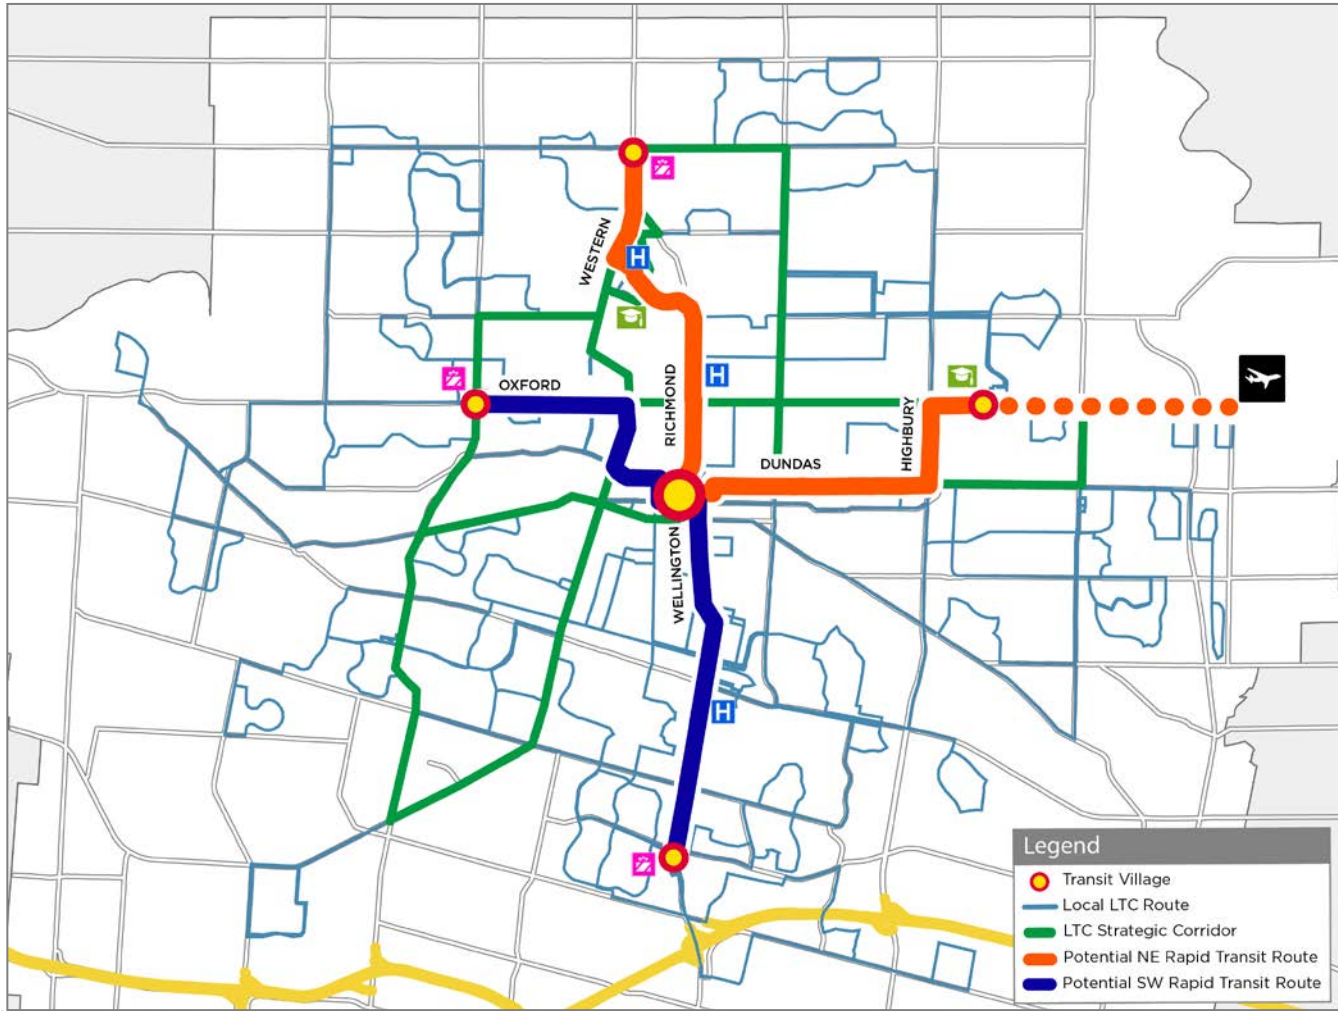 WESTERN
H
OXFORD
RICHMOND
H
HIGHBURY
DUNDAS
WELLINGTON
H
Legend
Transit Village
Local LTC Route
LTC Strategic Corridor
Potential NE Rapid Transit Route
Potential SW Rapid Transit Route